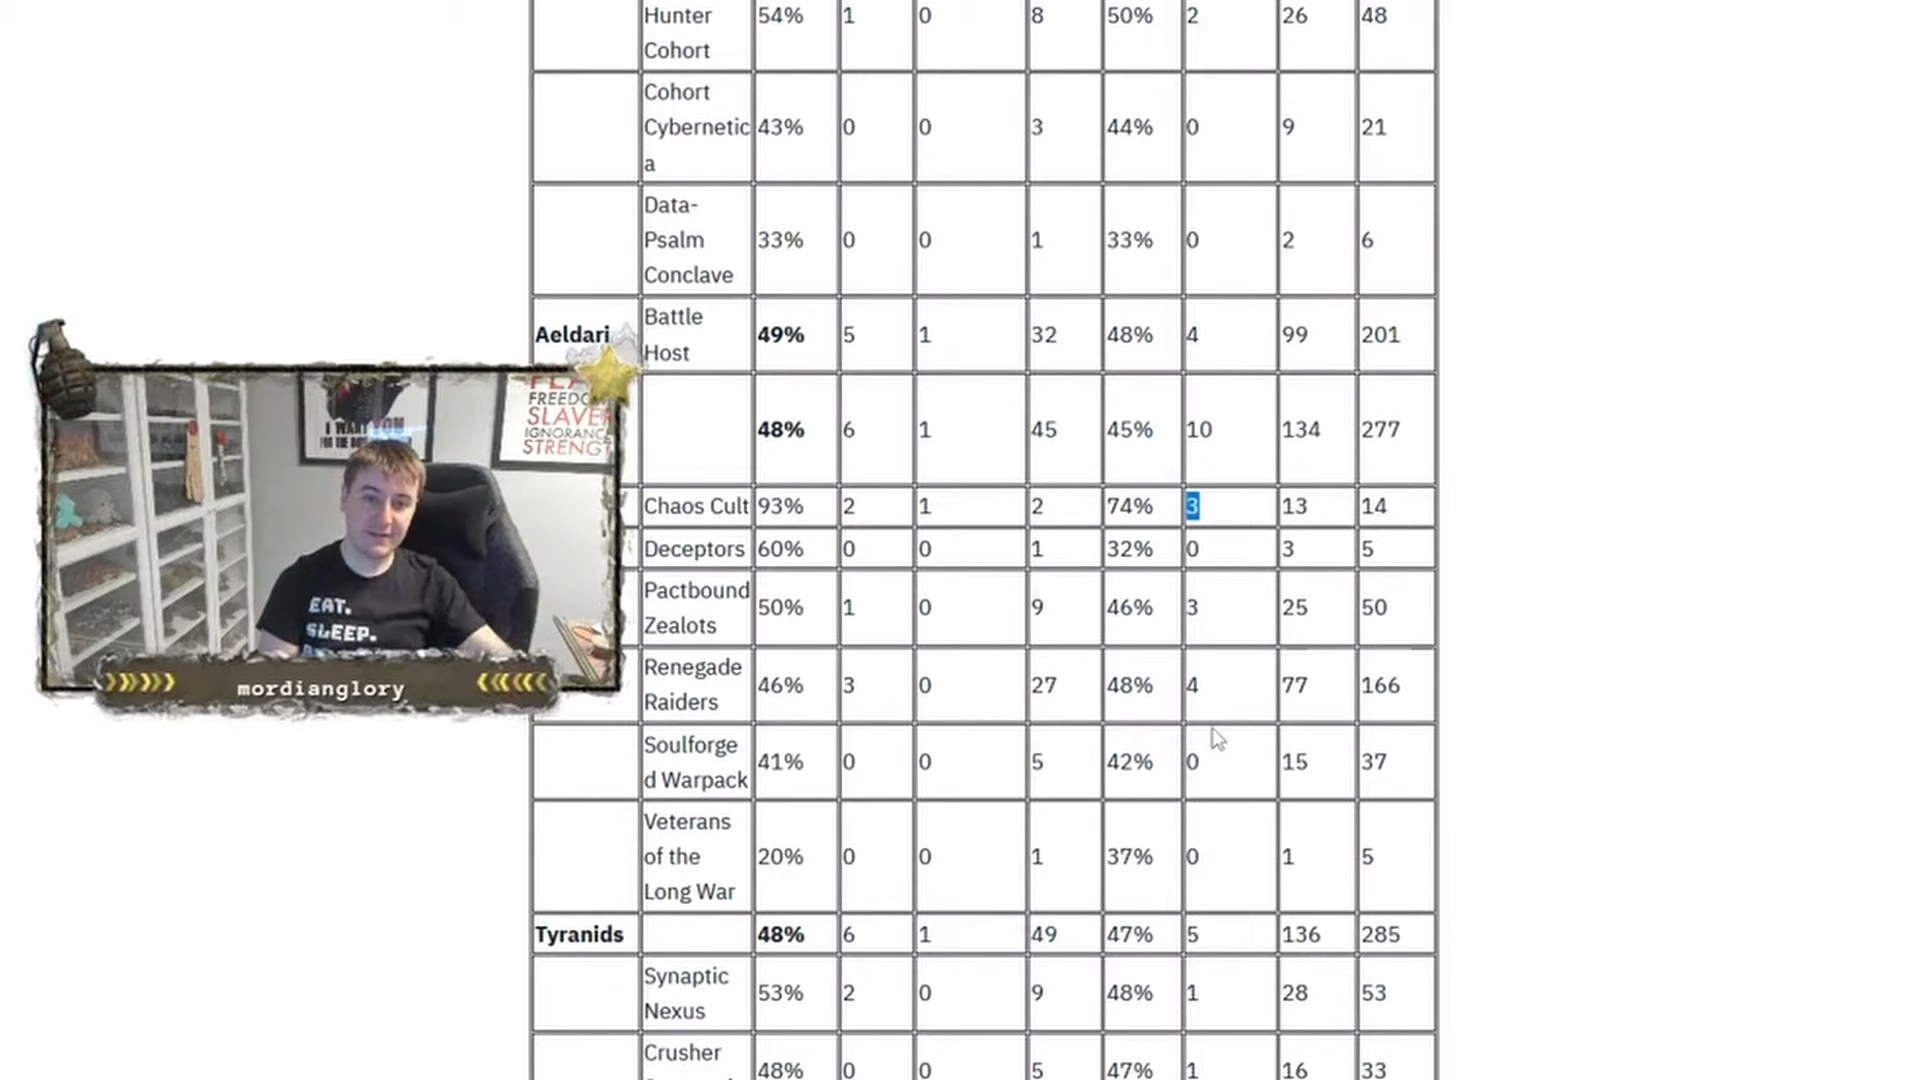 Hunter 54% 1 0 8 50% 2 26 48
Cohort
Cohort
Cybernetic 43% 0 0 3 44% 0 9 21
a
Data-
Psalm 33% 0 0 1 33% 0 2 6
Conclave
Aeldari Battle 49% 5 1 32 48% 4 99 201
Host
48% 6 1 45 45% 10 134 277
Chaos Cult 93% 2 1 2 74% 3 13 14
Deceptors 60% 0 0 1 32% 0 3 5
Pactbound 50% 1 0 9 46% 3 25 50
Zealots
Renegade 46% 3 0 27 48% 4 77 166
Raiders
Soulforge 41% 0 0 5 42% 0 15 37
d Warpack
Veterans
of the 20% 0 0 1 37% 0 1 5
Long War
Tyranids 48% 6 1 49 47% 5 136 285
Synaptic 53% 2 0 9 48% 1 28 53
Nexus
Crusher 48% 0 0 5 47% 1 16 33
I WANT YOU
FREEDOM
SLAVE
IGNORANC
STRENGT
EAT.
SLEEP.
mordianglory